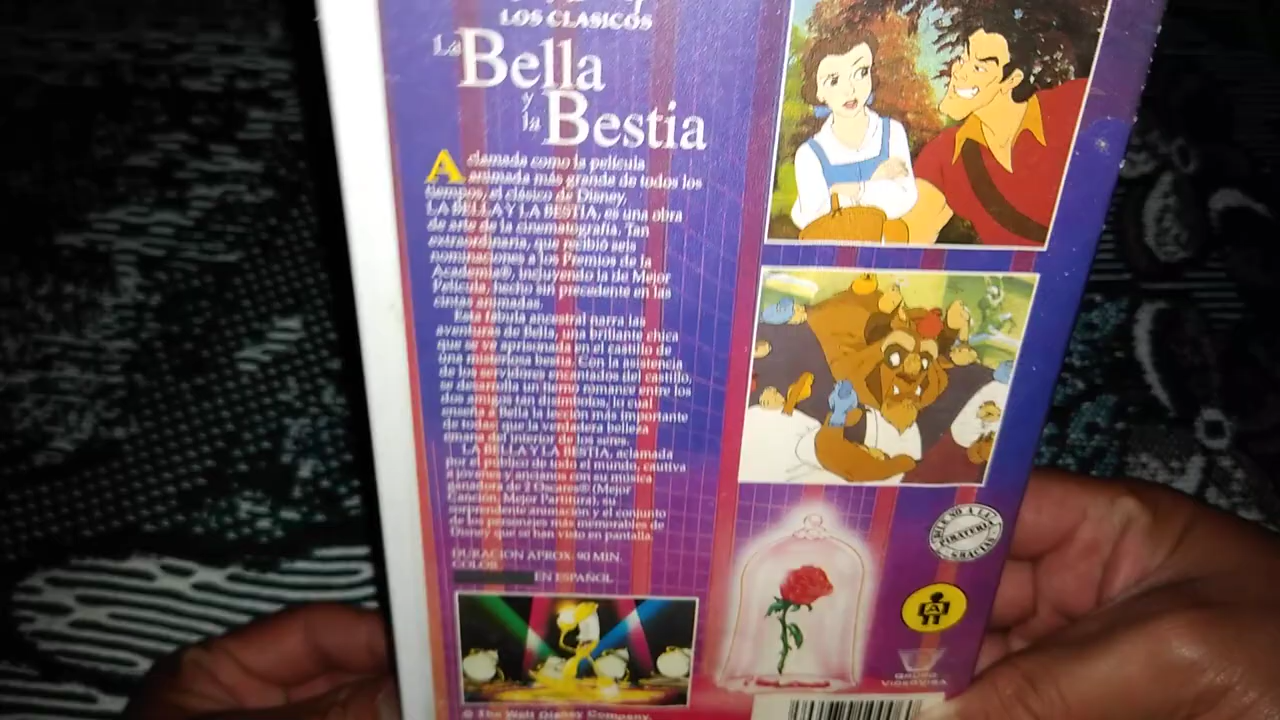 LOS CLASICOS
La
Bella
y
la
Bestia
Aclamada como la película
animada más grande de todos los
tiempos, el clásico de Disney,
LA BELLA Y LA BESTIA, es una obra
de arte de la cinematografía. Tan
extraordinaria, que recibió seis
nominaciones a los Premios de la
Academia®, incluyendo la de Mejor
Película, hecho sin precedente en las
cintas animadas.
Esta fábula ancestral narra las
aventuras de Bella, una brillante chica
que se ve aprisionada en el castillo de
una misteriosa bestia. Con la
de los servidores encantados del castillo,
se desarrolla un tierno romance entre los
dos amigos tan disímbolos, lo cual
enseña a Bella la lección más importante
de todas: que la verdadera belleza
emana del interior de los seres.
LA BELLA Y LA BESTIA, aclamada
por el público de todo el mundo, cautiva
a jóvenes y ancianos con su música
ganadora de 2 Oscares® (Mejor
Canción, Mejor Partitura), su
sorprendente animación y el conjunto
de los personajes más memorables de
Disney que se han visto en pantalla.
DURACION APROX: 90 MIN.
COLOR
EN ESPAÑOL
DILE NO A LA
PIRATERIA
GRACIAS
A
GRUPO
VIDEOVISA
© The Walt Disney Company.